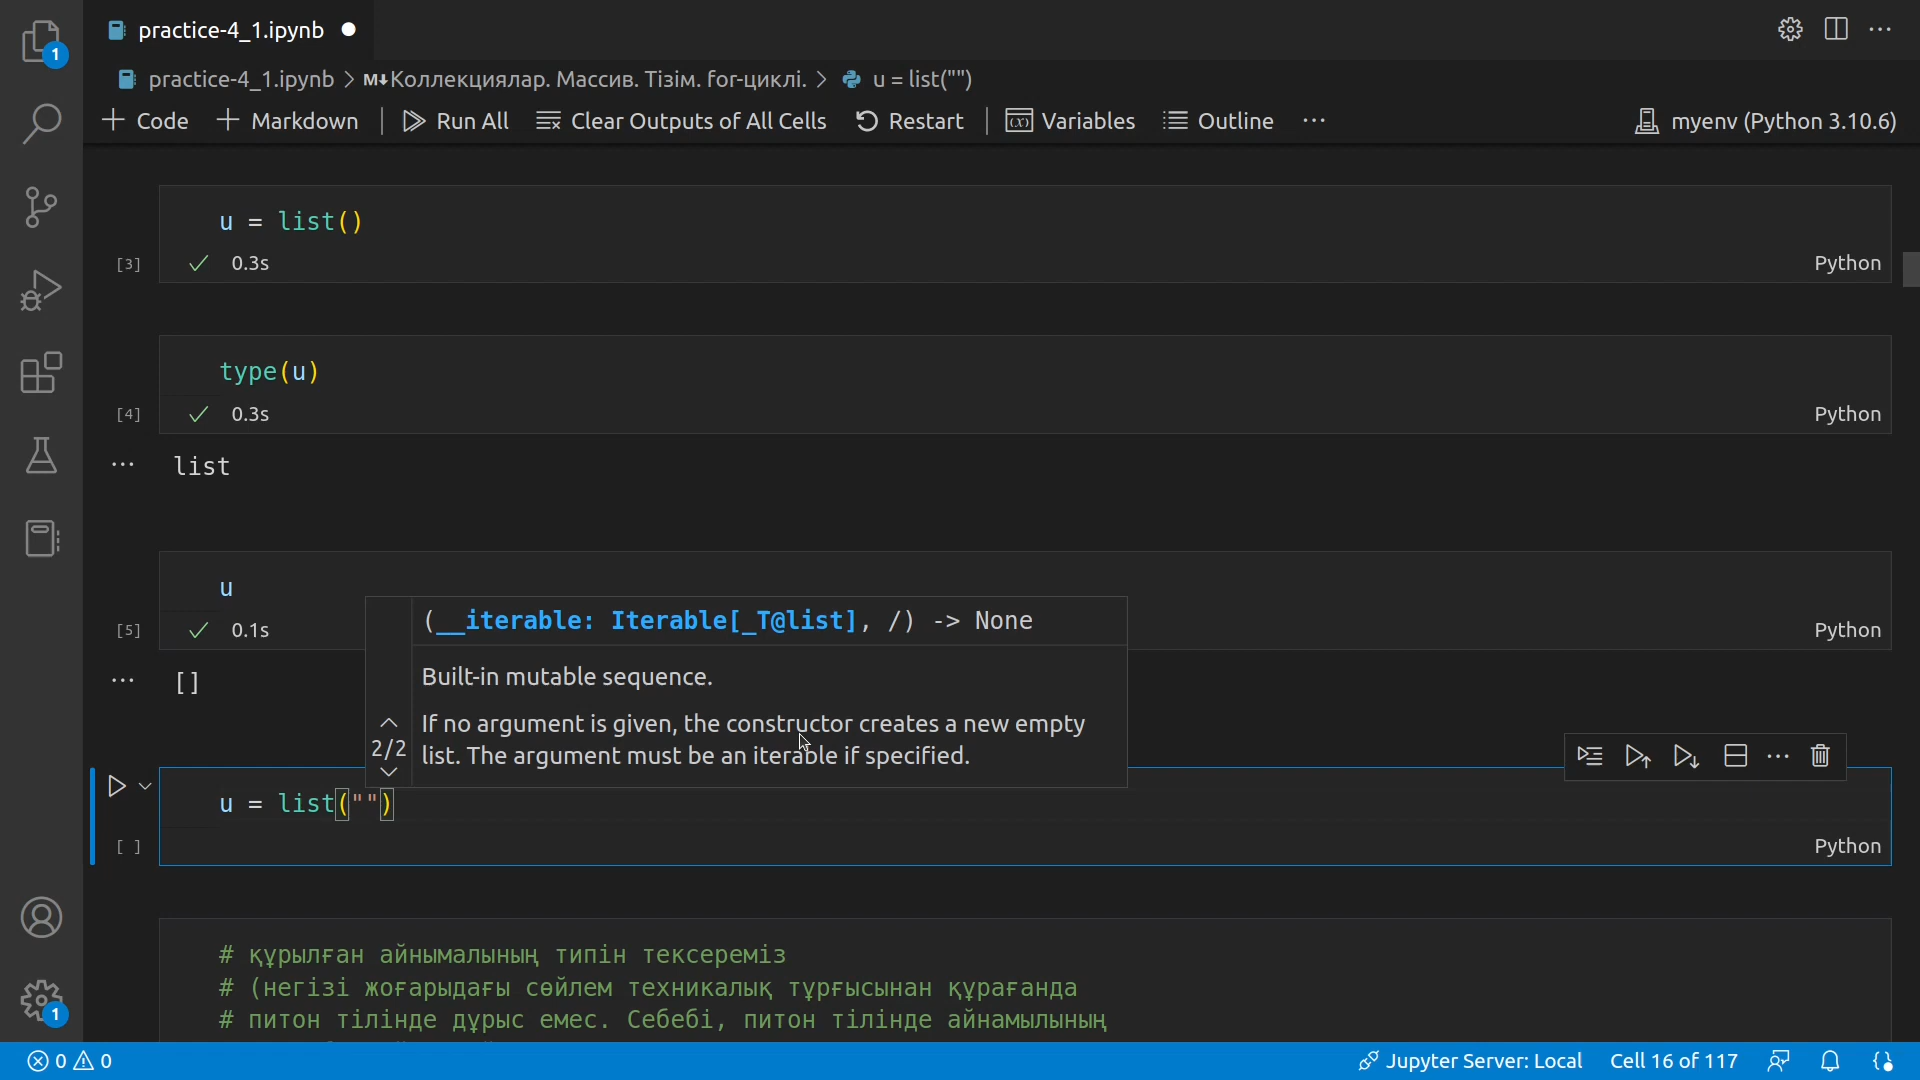 practice-4_1.ipynb
1
practice-4_1.ipynb > M↓Коллекциялар. Массив. Тізім. for-циклі. > u = list("")
Code Markdown Run All Clear Outputs of All Cells Restart Variables Outline ... myenv (Python 3.10.6)
u = list()
[3] 0.3s Python
type(u)
[4] 0.3s Python
... list
u
[5] 0.1s Python
... []
(__iterable: Iterable[_T@list], /) -> None
Built-in mutable sequence.
If no argument is given, the constructor creates a new empty
list. The argument must be an iterable if specified.
2/2
u = list("")
[ ] Python
# құрылған айнымалының типін тексереміз
# (негізі жоғарыдағы сөйлем техникалық тұрғысынан құрағанда
# питон тілінде дұрыс емес. Себебі, питон тілінде айнамылының
1
0 0 Jupyter Server: Local Cell 16 of 117